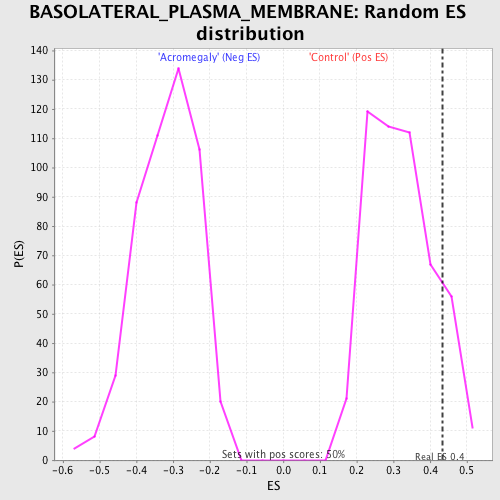 BASOLATERAL_PLASMA_MEMBRANE: Random ES
distribution
'Acromegaly' (Neg ES) 'Control' (Pos ES)
140
130
120
110
100
90
80
70
60
50
40
30
20
10
0
P(ES)
Sets with pos scores: 50%
Real ES 0.4
-0.6 -0.5 -0.4 -0.3 -0.2 -0.1 0.0 0.1 0.2 0.3 0.4 0.5
ES